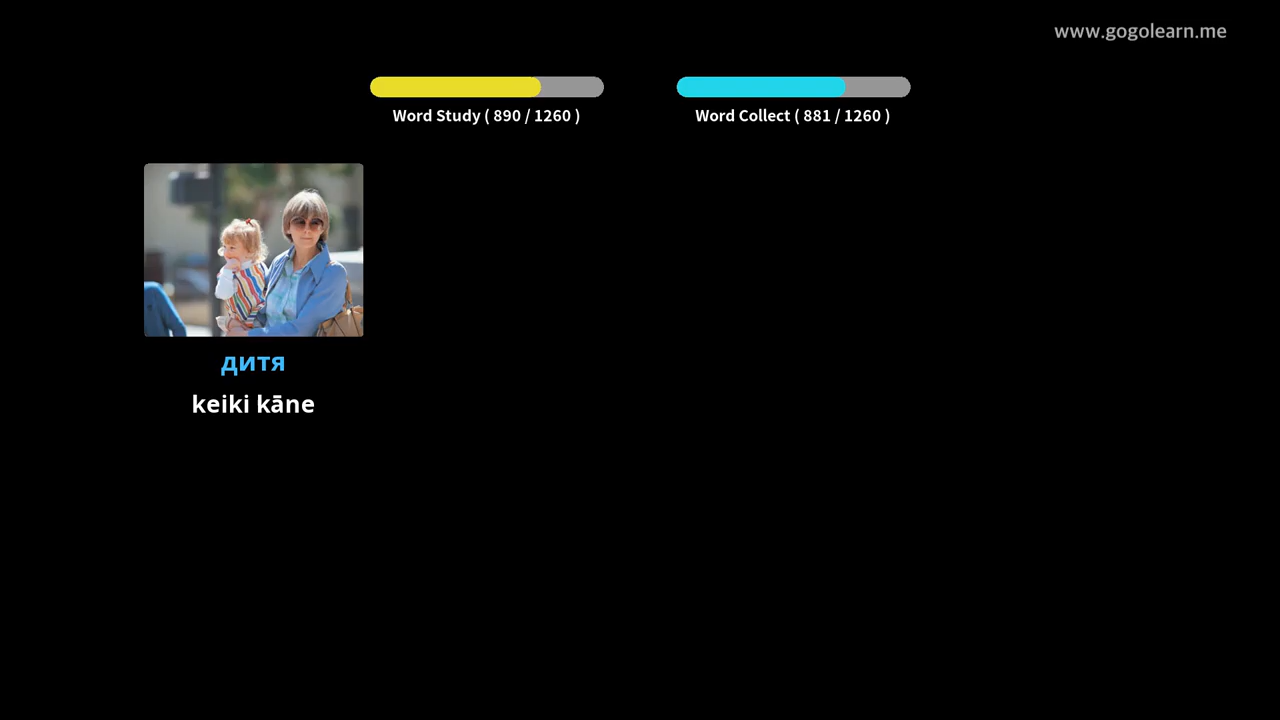 www.gogolearn.me
Word Study ( 890 / 1260 )
Word Collect ( 881 / 1260 )
дитя
keiki kāne